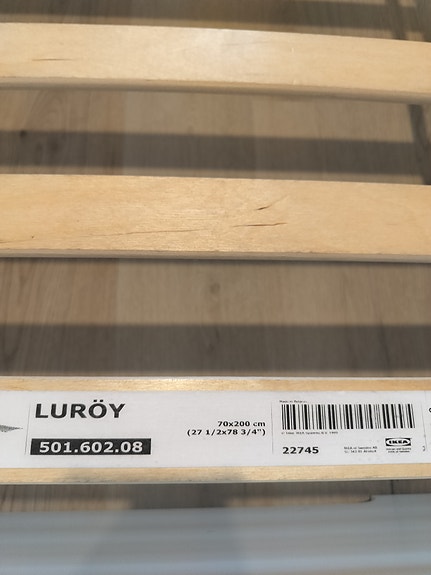 LURÖY
501.602.08
70x200 cm
(27 1/2x78 3/4")
22745
IKEA